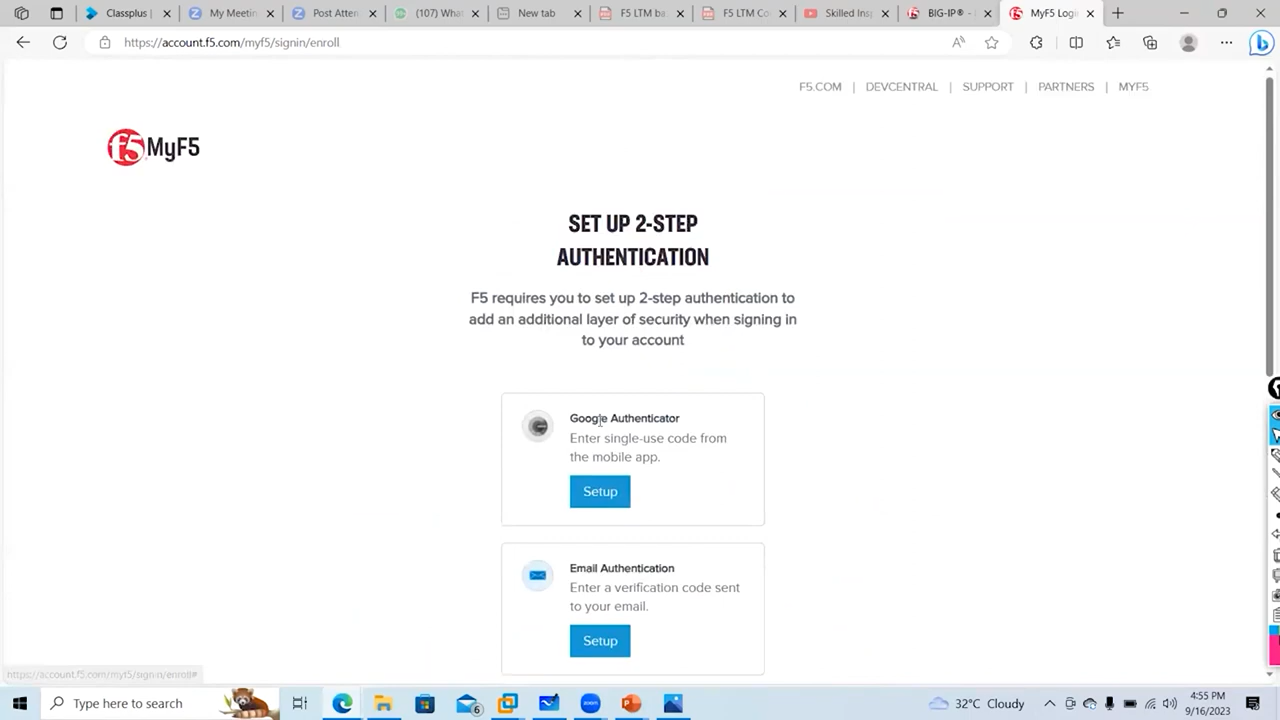 Classplus
My Meetin
Post Atten
(107) What
New tab
F5 LTM ba
F5 LTM Co
Skilled Insp
BIG-IP® -
MyF5 Logi
https://account.f5.com/myf5/signin/enroll
F5.COM | DEVCENTRAL | SUPPORT | PARTNERS | MYF5
f5 MyF5
SET UP 2-STEP
AUTHENTICATION
F5 requires you to set up 2-step authentication to
add an additional layer of security when signing in
to your account
Google Authenticator
Enter single-use code from
the mobile app.
Setup
Email Authentication
Enter a verification code sent
to your email.
Setup
https://account.f5.com/myf5/signin/enroll#
Type here to search
6
zoom
32°C Cloudy
4:55 PM
9/16/2023